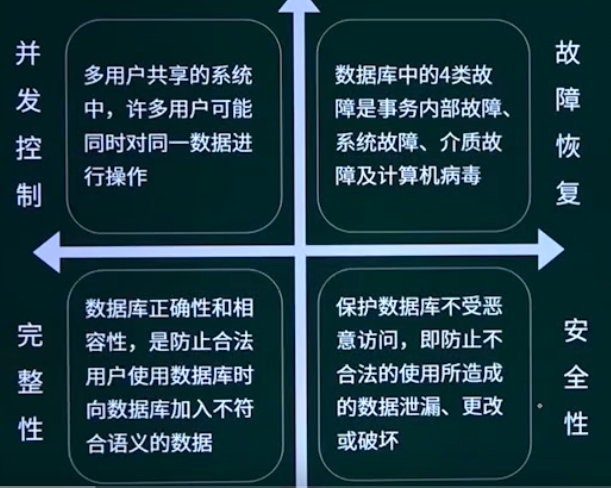 并发控制
多用户共享的系统
中，许多用户可能
同时对同一数据进
行操作
故障恢复
数据库中的4类故
障是事务内部故障、
系统故障、介质故
障及计算机病毒
完整性
数据库正确性和相
容性，是防止合法
用户使用数据库时
向数据库加入不符
合语义的数据
安全性
保护数据库不受恶
意访问，即防止不
合法的使用所造成
的数据泄漏、更改
或破坏